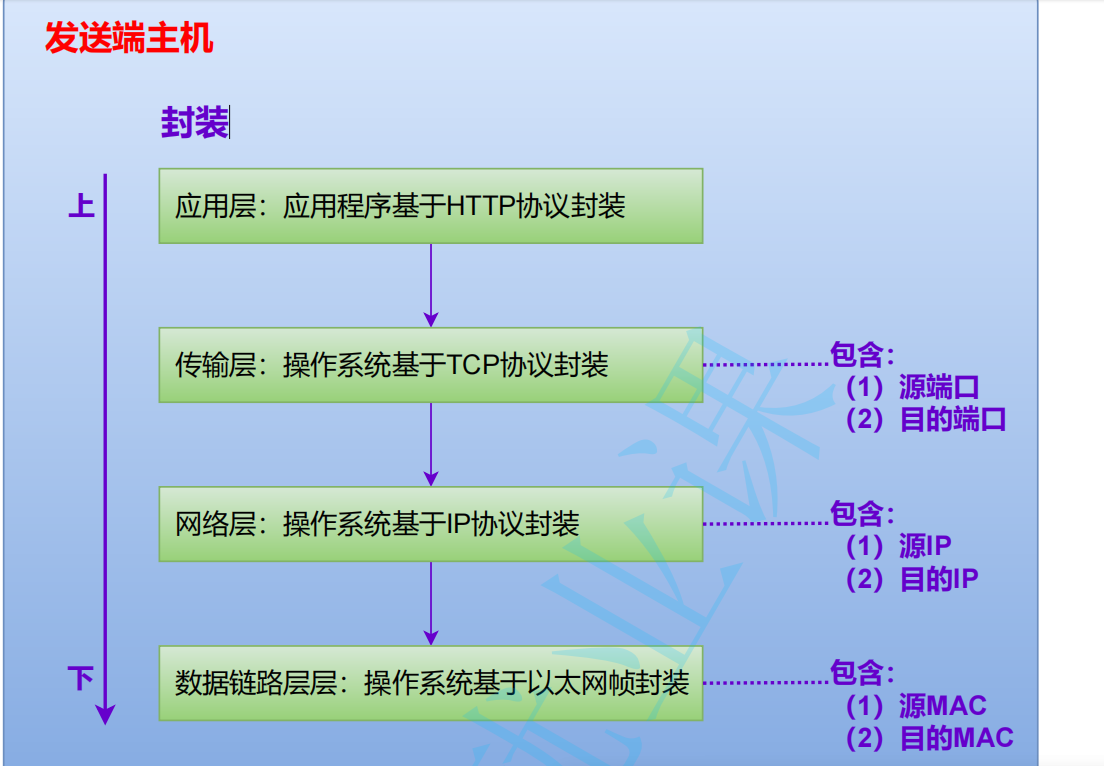 发送端主机
封装
上
应用层：应用程序基于HTTP协议封装
传输层：操作系统基于TCP协议封装
包含：
（1）源端口
（2）目的端口
网络层：操作系统基于IP协议封装
包含：
（1）源IP
（2）目的IP
下
数据链路层层：操作系统基于以太网帧封装
包含：
（1）源MAC
（2）目的MAC
业课